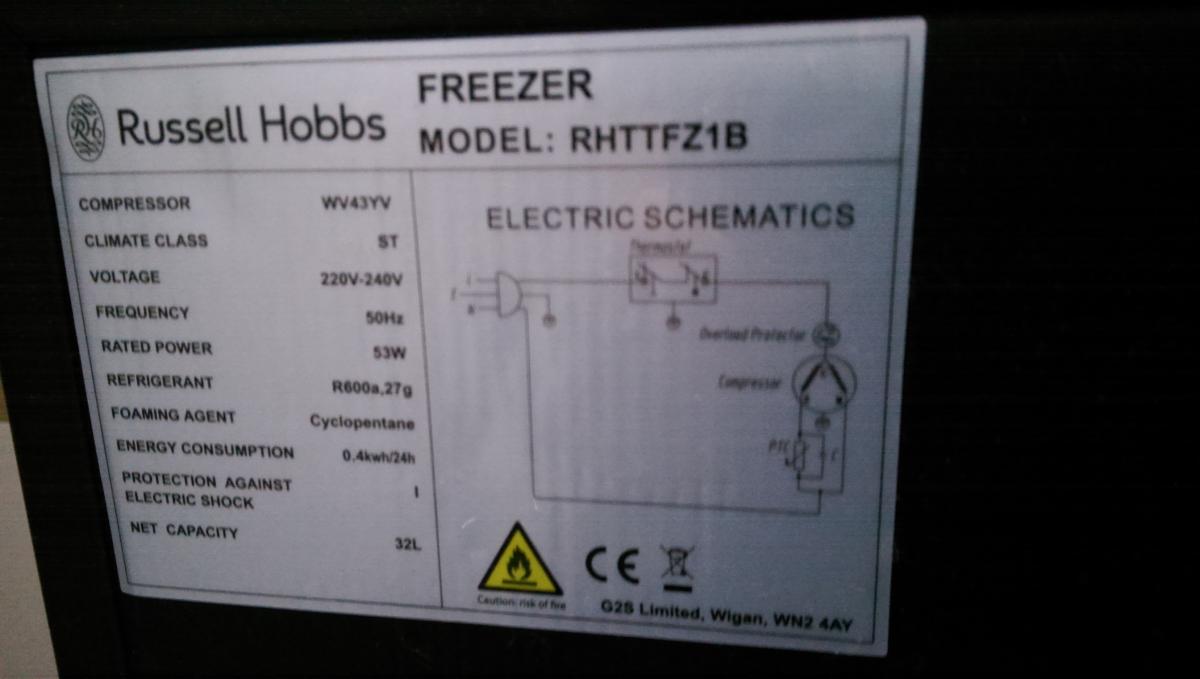 Russell Hobbs
FREEZER
MODEL: RHTTFZ1B
COMPRESSOR WV43YV
CLIMATE CLASS ST
VOLTAGE 220V-240V
FREQUENCY 50Hz
RATED POWER 53W
REFRIGERANT R600a,27g
FOAMING AGENT Cyclopentane
ENERGY CONSUMPTION 0.4kwh/24h
PROTECTION AGAINST
ELECTRIC SHOCK I
NET CAPACITY 32L
ELECTRIC SCHEMATICS
Thermostat
Overload Protector
Compressor
PTC C
Caution: risk of fire
CE
G2S Limited, Wigan, WN2 4AY